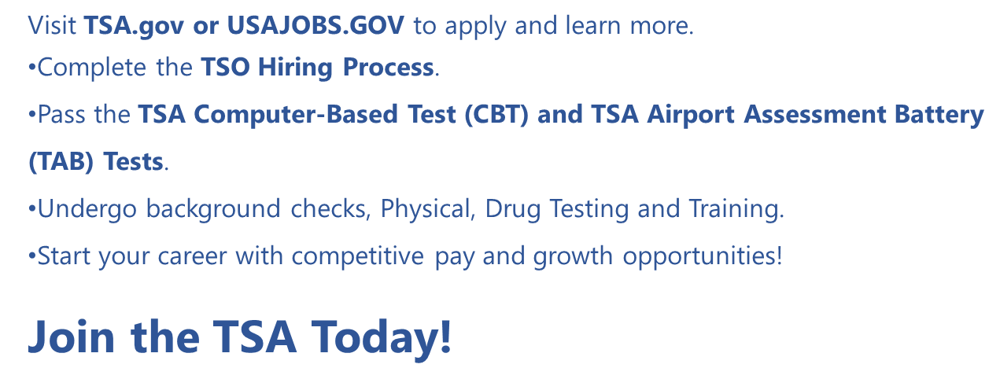 Visit TSA.gov or USAJOBS.GOV to apply and learn more.
•Complete the TSO Hiring Process.
•Pass the TSA Computer-Based Test (CBT) and TSA Airport Assessment Battery
(TAB) Tests.
•Undergo background checks, Physical, Drug Testing and Training.
•Start your career with competitive pay and growth opportunities!
Join the TSA Today!